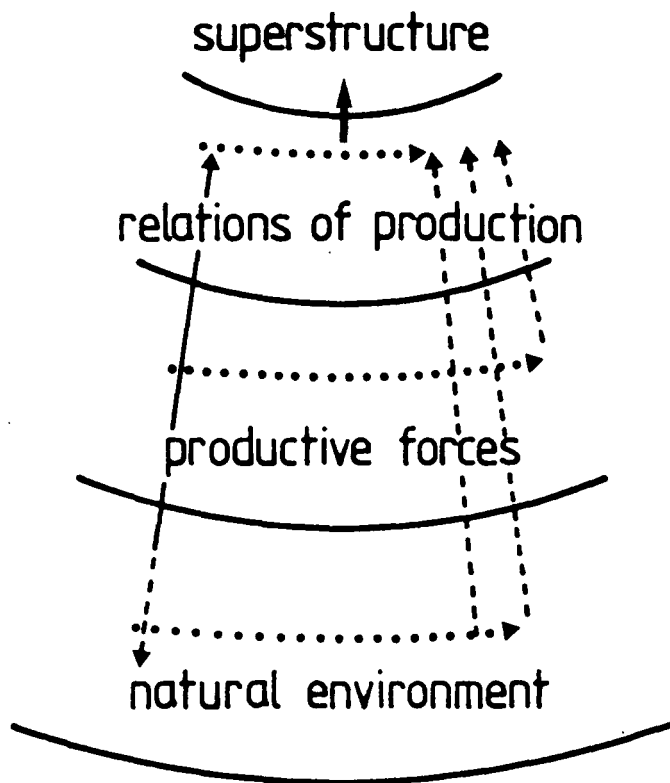 superstructure
relations of production
productive forces
natural environment